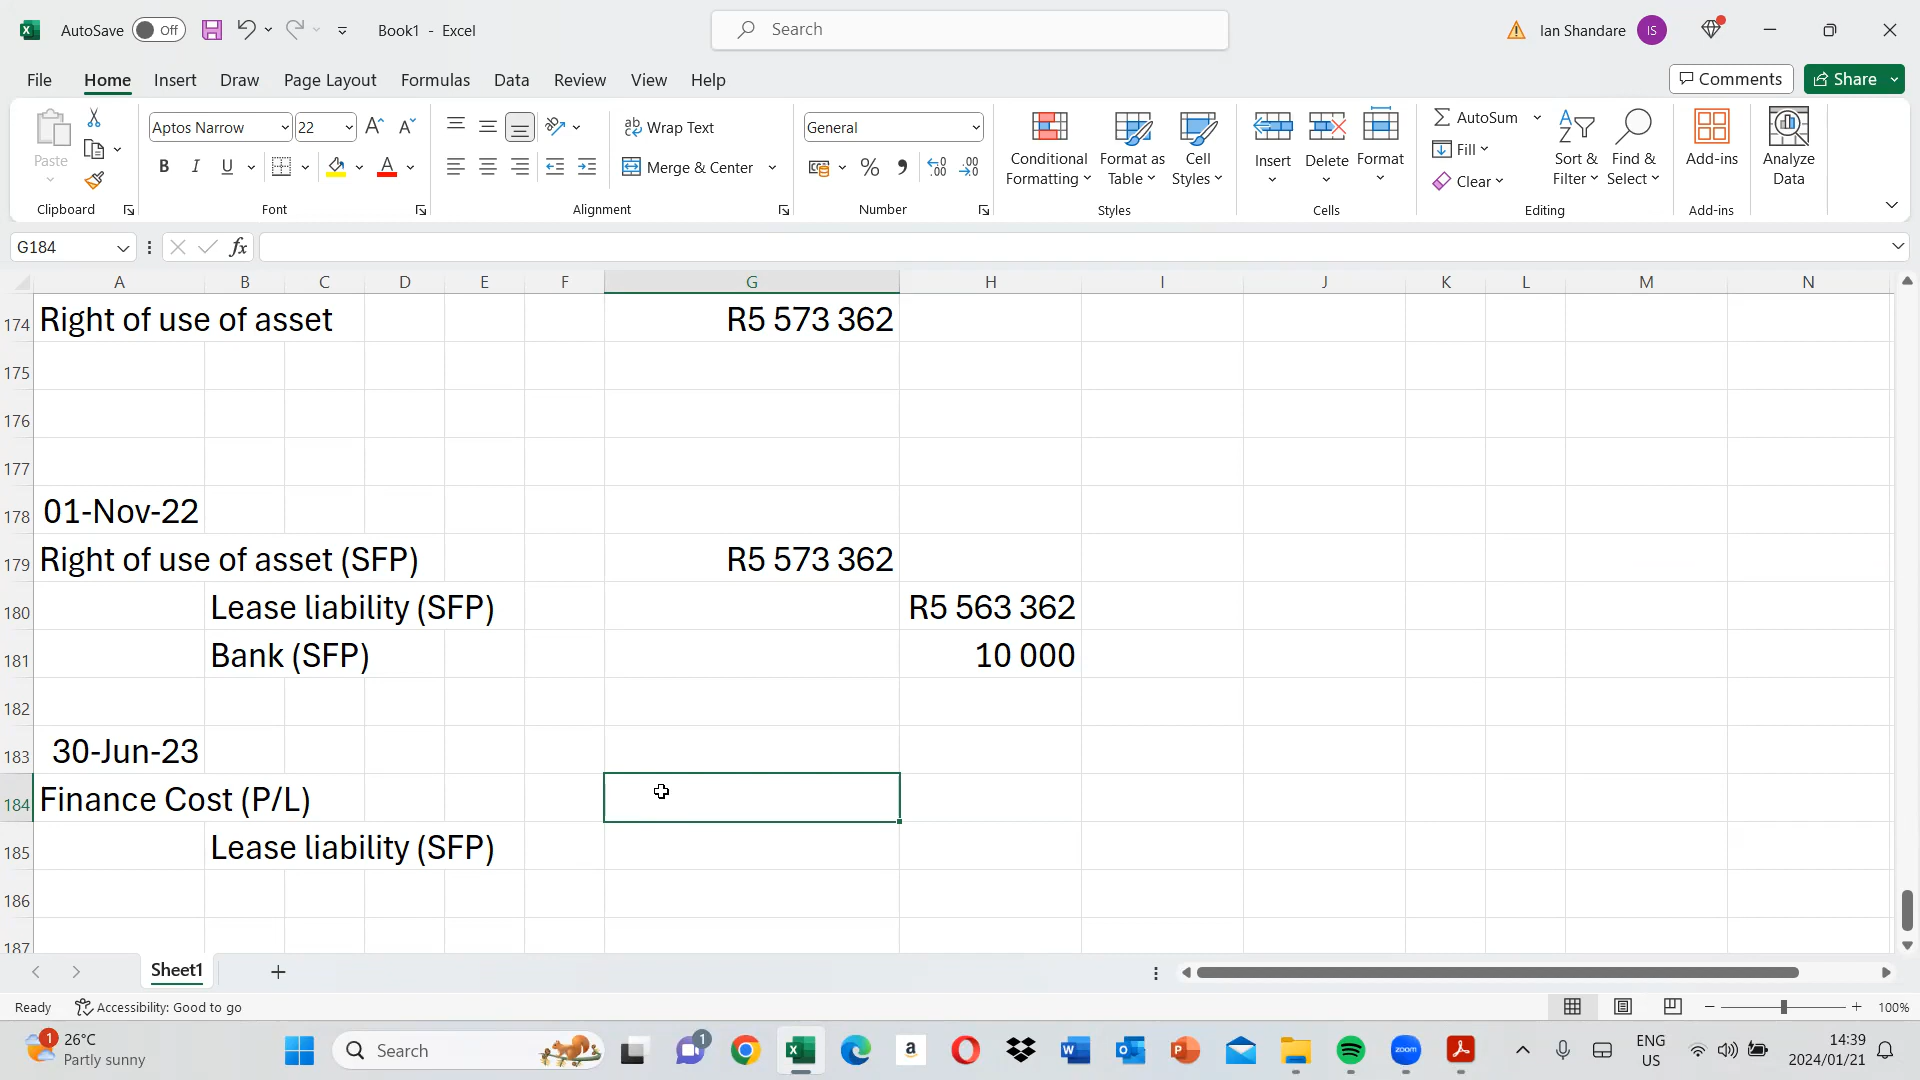 AutoSave Off Book1 - Excel Search Ian Shandare IS
File Home Insert Draw Page Layout Formulas Data Review View Help Comments Share
Paste Clipboard
Aptos Narrow 22 B I U Font
Wrap Text
Merge & Center
Alignment
General
Number
Conditional Formatting Format as Table Cell Styles
Styles
Insert Delete Format
Cells
AutoSum
Fill
Clear
Sort & Filter Find & Select
Editing
Add-ins
Add-ins
Analyze Data
G184 fx
A B C D E F G H I J K L M N
174 Right of use of asset R5 573 362
175
176
177
178 01-Nov-22
179 Right of use of asset (SFP) R5 573 362
180 Lease liability (SFP) R5 563 362
181 Bank (SFP) 10 000
182
183 30-Jun-23
184 Finance Cost (P/L)
185 Lease liability (SFP)
186
187
Sheet1
Ready Accessibility: Good to go 100%
1 26°C
Partly sunny
Search
1
zoom
ENG
US
14:39
2024/01/21